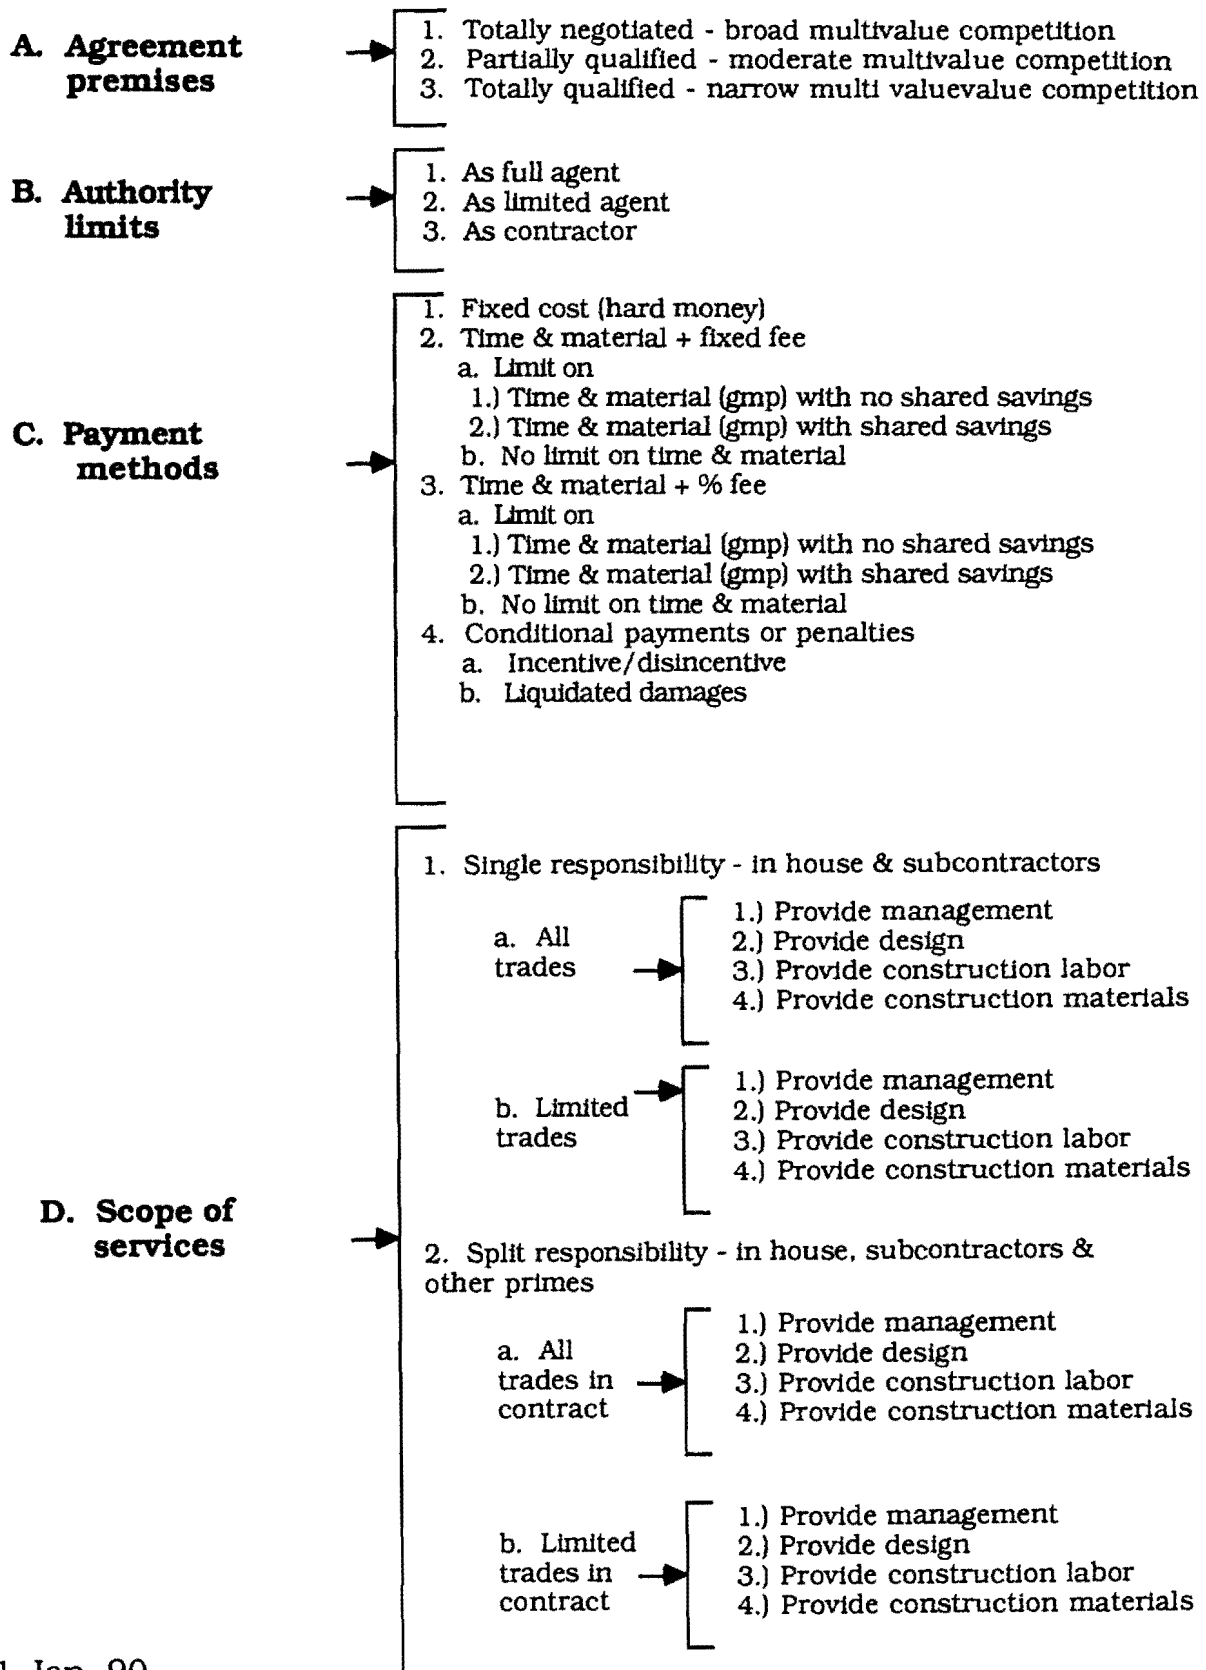 A. Agreement
premises
1. Totally negotiated - broad multivalue competition
2. Partially qualified - moderate multivalue competition
3. Totally qualified - narrow multi valuevalue competition
B. Authority
limits
1. As full agent
2. As limited agent
3. As contractor
C. Payment
methods
1. Fixed cost (hard money)
2. Time & material + fixed fee
a. Limit on
1.) Time & material (gmp) with no shared savings
2.) Time & material (gmp) with shared savings
b. No limit on time & material
3. Time & material + % fee
a. Limit on
1.) Time & material (gmp) with no shared savings
2.) Time & material (gmp) with shared savings
b. No limit on time & material
4. Conditional payments or penalties
a. Incentive/disincentive
b. Liquidated damages
D. Scope of
services
1. Single responsibility - in house & subcontractors
a. All
trades
1.) Provide management
2.) Provide design
3.) Provide construction labor
4.) Provide construction materials
b. Limited
trades
1.) Provide management
2.) Provide design
3.) Provide construction labor
4.) Provide construction materials
2. Split responsibility - in house, subcontractors &
other primes
a. All
trades in
contract
1.) Provide management
2.) Provide design
3.) Provide construction labor
4.) Provide construction materials
b. Limited
trades in
contract
1.) Provide management
2.) Provide design
3.) Provide construction labor
4.) Provide construction materials
Jan 90